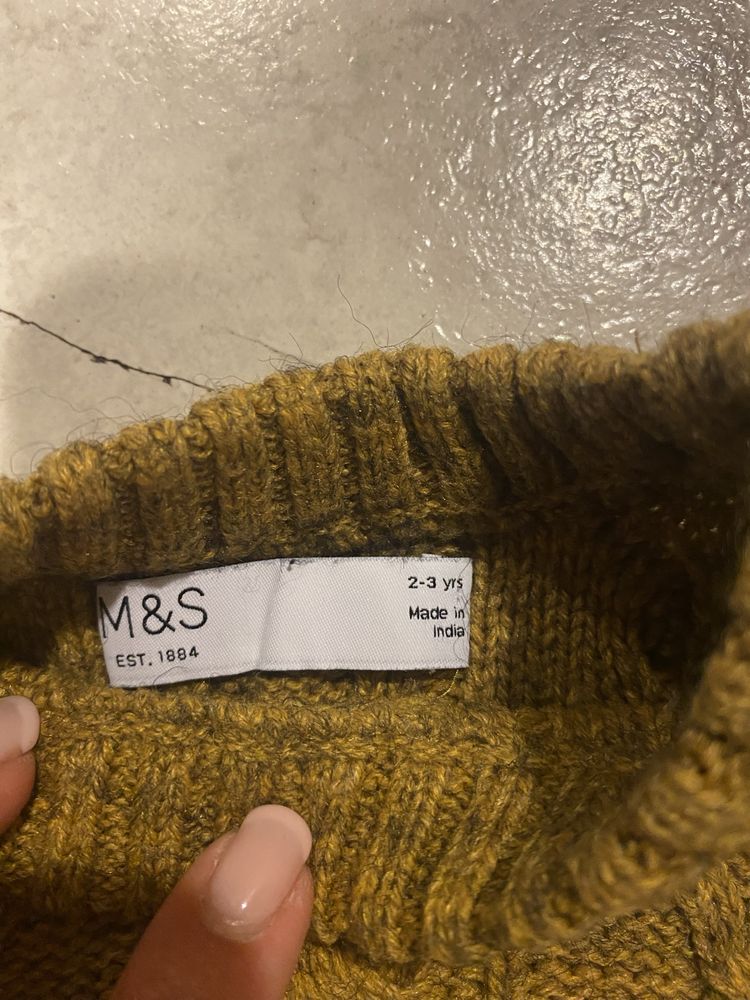 M&S
EST. 1884
2-3 yrs
Made in
India